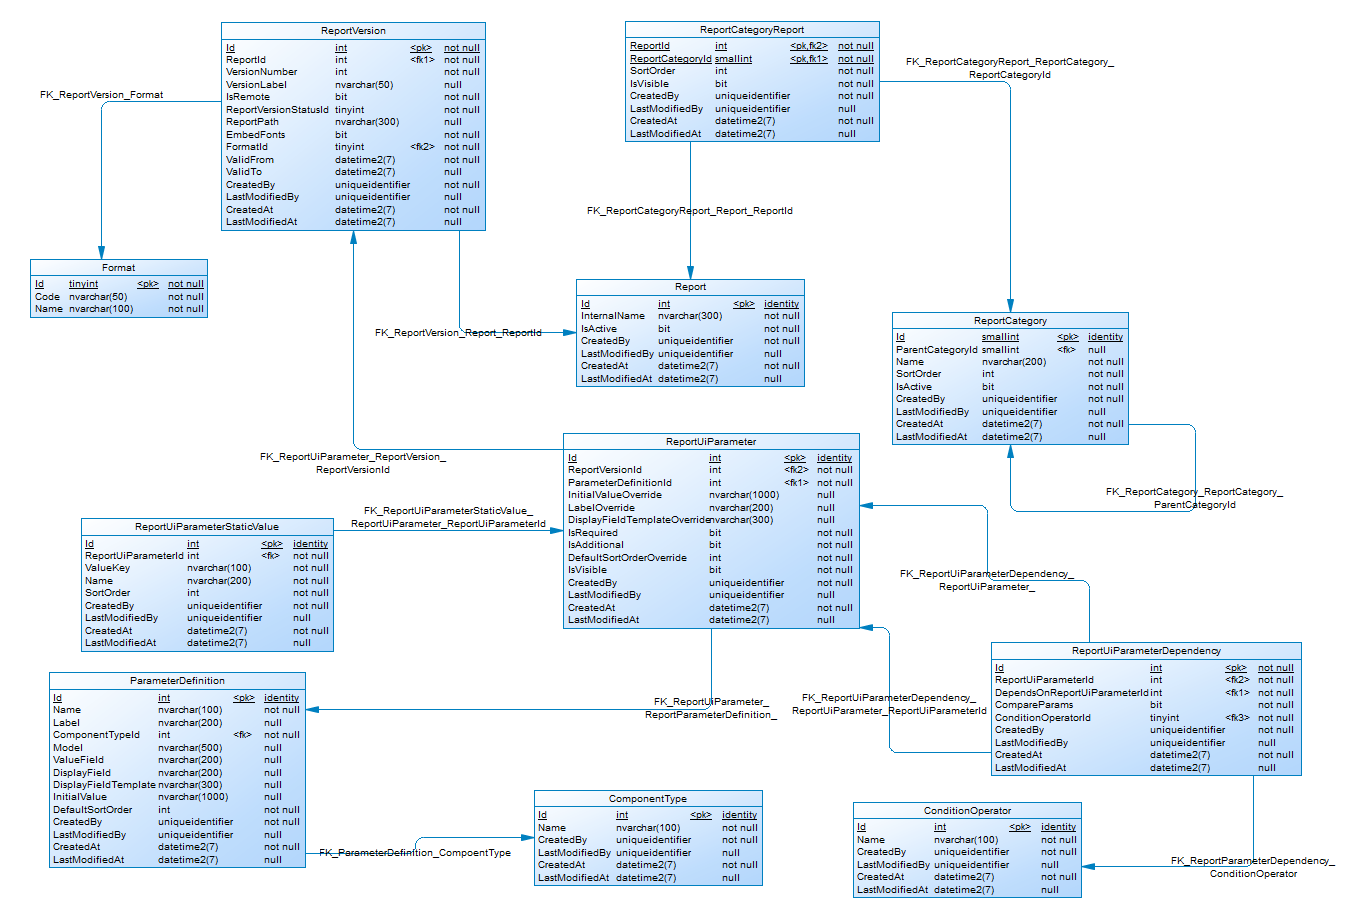 ReportVersion
Id int <pk> not null
ReportId int <fk1> not null
VersionNumber int not null
VersionLabel nvarchar(50) null
IsRemote bit not null
ReportVersionStatusId tinyint not null
ReportPath nvarchar(300) null
EmbedFonts bit not null
FormatId tinyint <fk2> not null
ValidFrom datetime2(7) not null
ValidTo datetime2(7) null
CreatedBy uniqueidentifier not null
LastModifiedBy uniqueidentifier null
CreatedAt datetime2(7) not null
LastModifiedAt datetime2(7) null
ReportCategoryReport
ReportId int <pk,fk2> not null
ReportCategoryId smallint <pk,fk1> not null
SortOrder int not null
IsVisible bit not null
CreatedBy uniqueidentifier not null
LastModifiedBy uniqueidentifier null
CreatedAt datetime2(7) not null
LastModifiedAt datetime2(7) null
FK_ReportCategoryReport_ReportCategory_
ReportCategoryId
FK_ReportVersion_Format
FK_ReportCategoryReport_Report_ReportId
Format
Id tinyint <pk> not null
Code nvarchar(50) not null
Name nvarchar(100) not null
Report
Id int <pk> identity
InternalName nvarchar(300) not null
IsActive bit not null
CreatedBy uniqueidentifier not null
LastModifiedBy uniqueidentifier null
CreatedAt datetime2(7) not null
LastModifiedAt datetime2(7) null
FK_ReportVersion_Report_ReportId
ReportCategory
Id smallint <pk> identity
ParentCategoryId smallint <fk> null
Name nvarchar(200) not null
SortOrder int not null
IsActive bit not null
CreatedBy uniqueidentifier not null
LastModifiedBy uniqueidentifier null
CreatedAt datetime2(7) not null
LastModifiedAt datetime2(7) null
FK_ReportUiParameter_ReportVersion_
ReportVersionId
ReportUiParameter
Id int <pk> identity
ReportVersionId int <fk2> not null
ParameterDefinitionId int <fk1> not null
InitialValueOverride nvarchar(1000) null
LabelOverride nvarchar(200) null
DisplayFieldTemplateOverride nvarchar(300) null
IsRequired bit not null
IsAdditional bit not null
DefaultSortOrderOverride int not null
IsVisible bit not null
CreatedBy uniqueidentifier not null
LastModifiedBy uniqueidentifier null
CreatedAt datetime2(7) not null
LastModifiedAt datetime2(7) null
FK_ReportCategory_ReportCategory_
ParentCategoryId
FK_ReportUiParameterStaticValue_
ReportUiParameter_ReportUiParameterId
ReportUiParameterStaticValue
Id int <pk> identity
ReportUiParameterId int <fk> not null
ValueKey nvarchar(100) not null
Name nvarchar(200) not null
SortOrder int not null
CreatedBy uniqueidentifier not null
LastModifiedBy uniqueidentifier null
CreatedAt datetime2(7) not null
LastModifiedAt datetime2(7) null
FK_ReportUiParameterDependency_
ReportUiParameter_
ReportUiParameterDependency
Id int <pk> not null
ReportUiParameterId int <fk2> not null
DependsOnReportUiParameterId int <fk1> not null
CompareParams bit not null
ConditionOperatorId tinyint <fk3> not null
CreatedBy uniqueidentifier not null
LastModifiedBy uniqueidentifier null
CreatedAt datetime2(7) not null
LastModifiedAt datetime2(7) null
FK_ReportUiParameterDependency_
ReportUiParameter_ReportUiParameterId
FK_ReportUiParameter_
ReportParameterDefinition_
ParameterDefinition
Id int <pk> identity
Name nvarchar(100) not null
Label nvarchar(200) null
ComponentTypeId int <fk> not null
Model nvarchar(500) null
ValueField nvarchar(200) null
DisplayField nvarchar(200) null
DisplayFieldTemplate nvarchar(300) null
InitialValue nvarchar(1000) null
DefaultSortOrder int not null
CreatedBy uniqueidentifier not null
LastModifiedBy uniqueidentifier null
CreatedAt datetime2(7) not null
LastModifiedAt datetime2(7) null
FK_ParameterDefinition_CompoentType
ComponentType
Id int <pk> identity
Name nvarchar(100) not null
CreatedBy uniqueidentifier not null
LastModifiedBy uniqueidentifier null
CreatedAt datetime2(7) not null
LastModifiedAt datetime2(7) null
ConditionOperator
Id int <pk> identity
Name nvarchar(100) not null
CreatedBy uniqueidentifier not null
LastModifiedBy uniqueidentifier null
CreatedAt datetime2(7) not null
LastModifiedAt datetime2(7) null
FK_ReportParameterDependency_
ConditionOperator